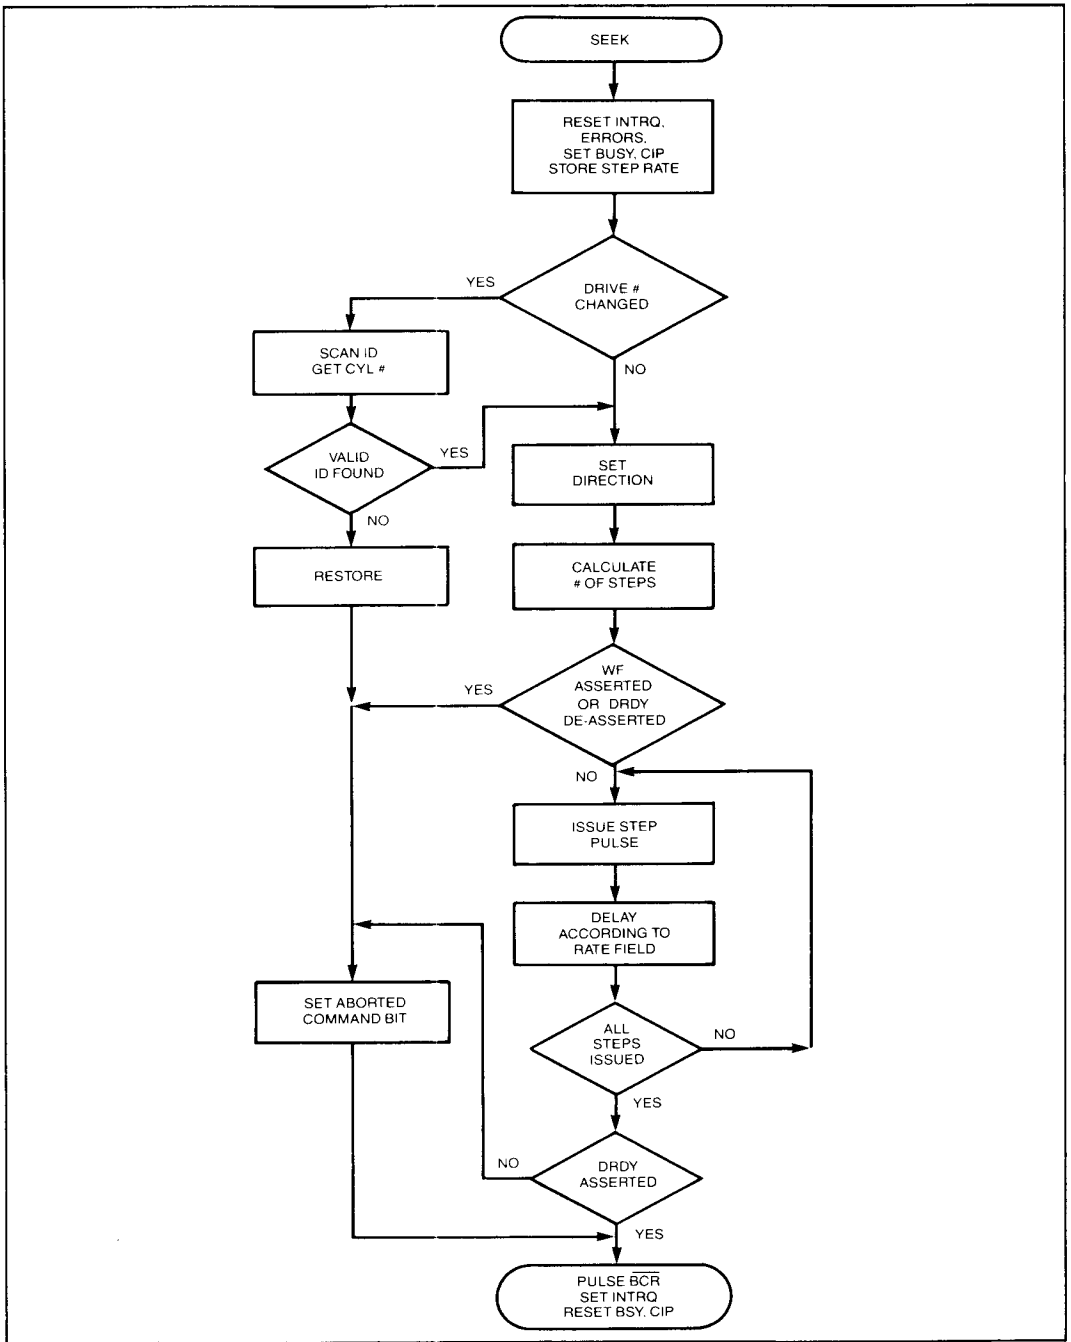 SEEK
RESET INTRQ,
ERRORS,
SET BUSY, CIP
STORE STEP RATE
DRIVE #
CHANGED
YES
NO
SCAN ID
GET CYL #
VALID
ID FOUND
YES
NO
SET
DIRECTION
RESTORE
CALCULATE
# OF STEPS
WF
ASSERTED
OR DRDY
DE-ASSERTED
YES
NO
ISSUE STEP
PULSE
DELAY
ACCORDING TO
RATE FIELD
SET ABORTED
COMMAND BIT
ALL
STEPS
ISSUED
NO
YES
DRDY
ASSERTED
NO
YES
PULSE B̅C̅R̅
SET INTRQ
RESET BSY, CIP